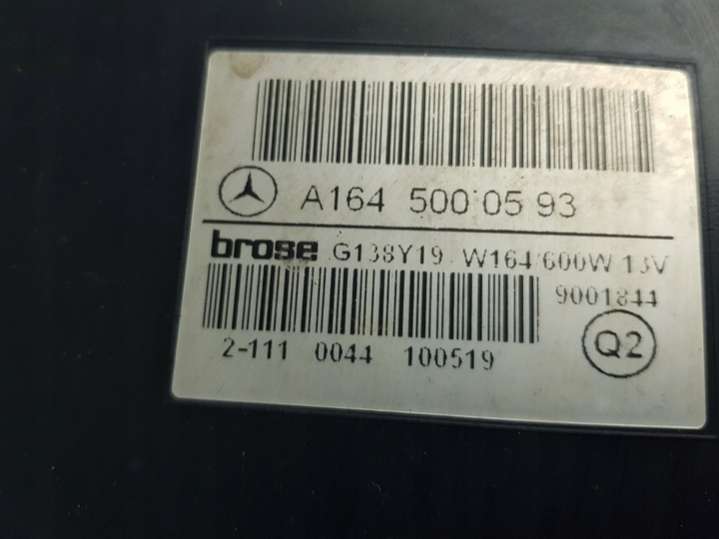 A164 500 05 93
brose G138Y19 W164/600W 13V
9001844
2-111 0044 100519
Q2